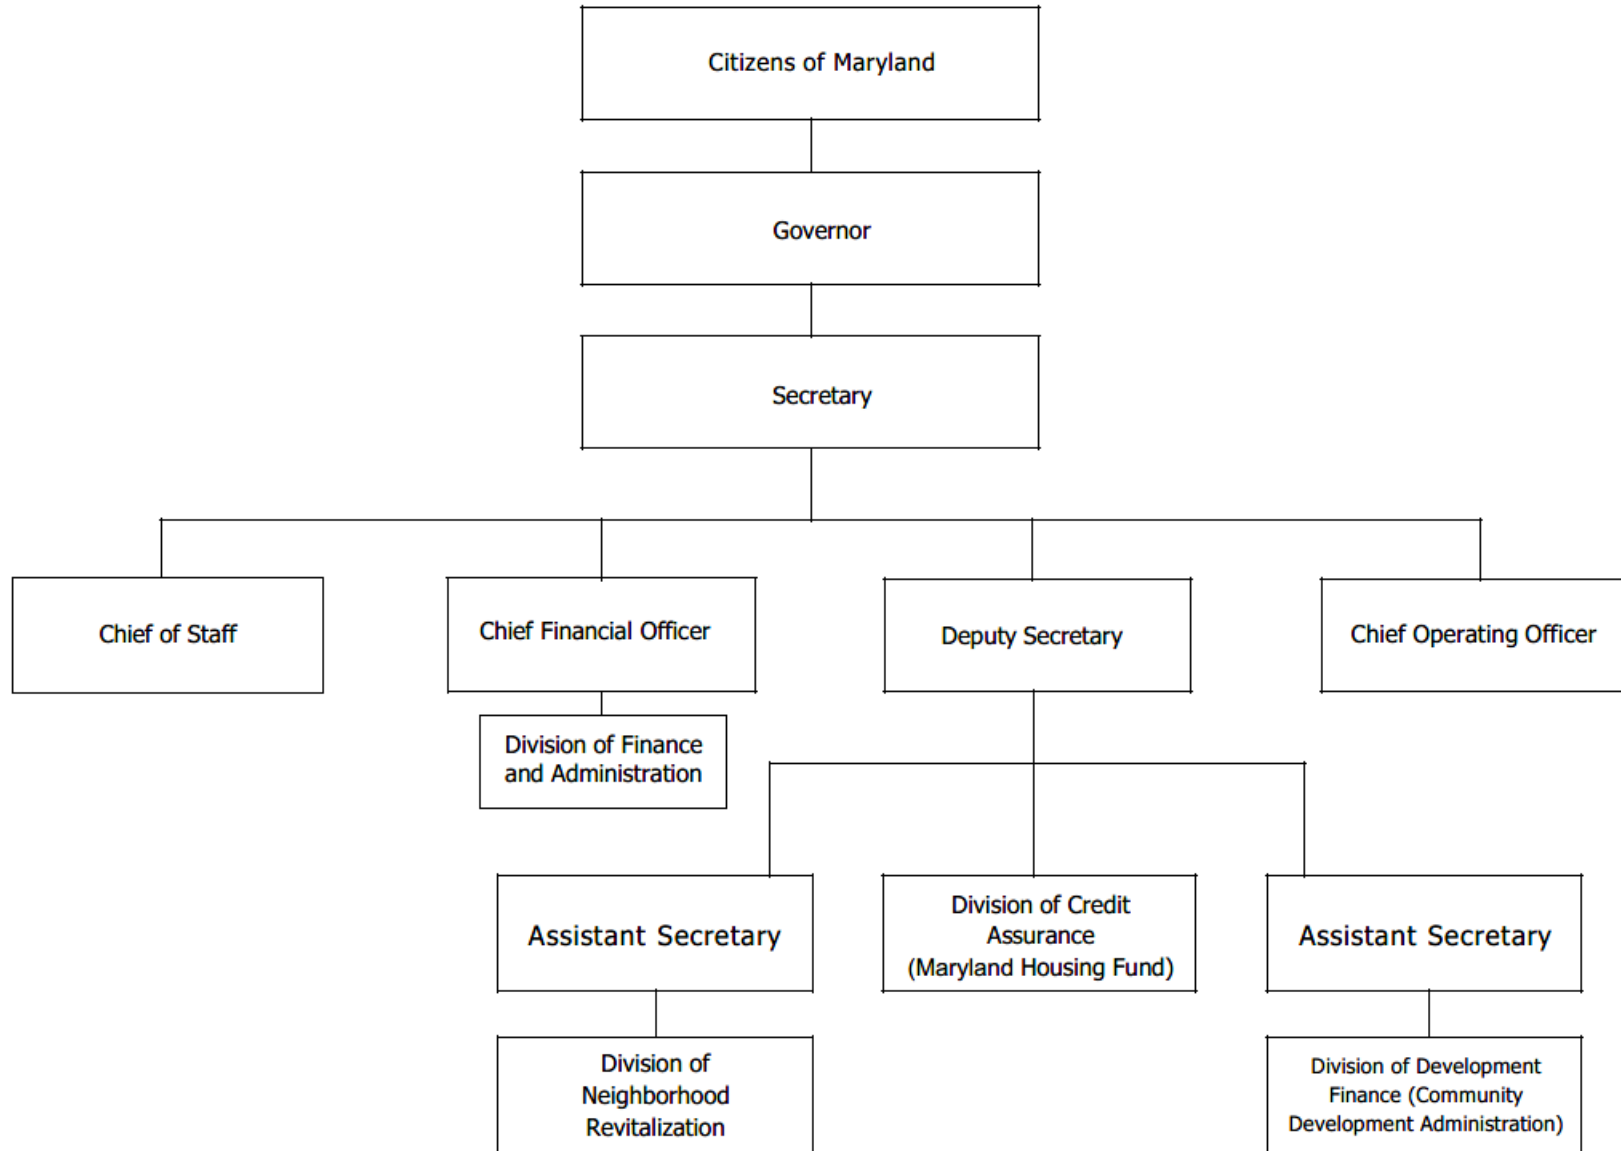 Citizens of Maryland
Governor
Secretary
Chief of Staff
Chief Financial Officer
Deputy Secretary
Chief Operating Officer
Division of Finance
and Administration
Assistant Secretary
Division of Credit
Assurance
(Maryland Housing Fund)
Assistant Secretary
Division of
Neighborhood
Revitalization
Division of Development
Finance (Community
Development Administration)